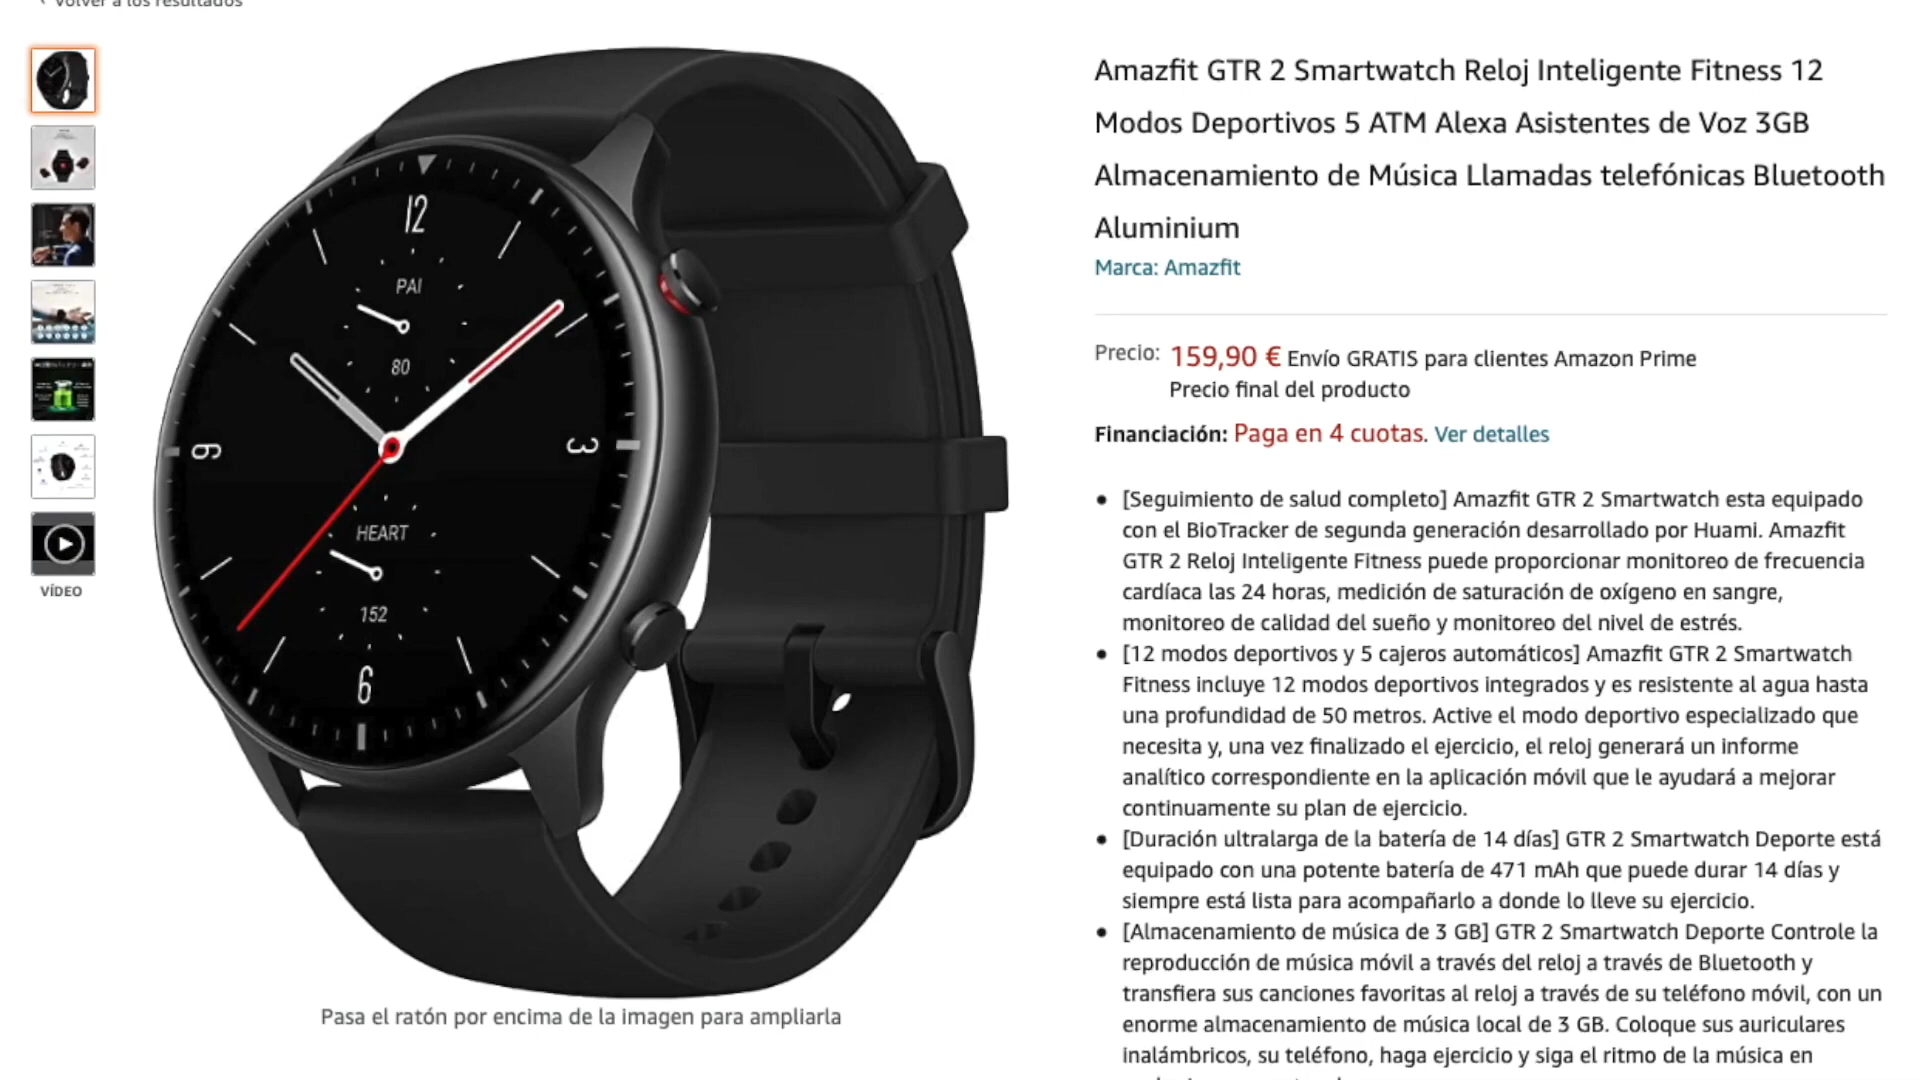 ‹ Volver a los resultados
12
PAI
80
9
3
HEART
152
6
VÍDEO
Pasa el ratón por encima de la imagen para ampliarla
Amazfit GTR 2 Smartwatch Reloj Inteligente Fitness 12
Modos Deportivos 5 ATM Alexa Asistentes de Voz 3GB
Almacenamiento de Música Llamadas telefónicas Bluetooth
Aluminium
Marca: Amazfit
Precio: 159,90 € Envío GRATIS para clientes Amazon Prime
Precio final del producto
Financiación: Paga en 4 cuotas. Ver detalles
• [Seguimiento de salud completo] Amazfit GTR 2 Smartwatch esta equipado
con el BioTracker de segunda generación desarrollado por Huami. Amazfit
GTR 2 Reloj Inteligente Fitness puede proporcionar monitoreo de frecuencia
cardíaca las 24 horas, medición de saturación de oxígeno en sangre,
monitoreo de calidad del sueño y monitoreo del nivel de estrés.
• [12 modos deportivos y 5 cajeros automáticos] Amazfit GTR 2 Smartwatch
Fitness incluye 12 modos deportivos integrados y es resistente al agua hasta
una profundidad de 50 metros. Active el modo deportivo especializado que
necesita y, una vez finalizado el ejercicio, el reloj generará un informe
analítico correspondiente en la aplicación móvil que le ayudará a mejorar
continuamente su plan de ejercicio.
• [Duración ultralarga de la batería de 14 días] GTR 2 Smartwatch Deporte está
equipado con una potente batería de 471 mAh que puede durar 14 días y
siempre está lista para acompañarlo a donde lo lleve su ejercicio.
• [Almacenamiento de música de 3 GB] GTR 2 Smartwatch Deporte Controle la
reproducción de música móvil a través del reloj a través de Bluetooth y
transfiera sus canciones favoritas al reloj a través de su teléfono móvil, con un
enorme almacenamiento de música local de 3 GB. Coloque sus auriculares
inalámbricos, su teléfono, haga ejercicio y siga el ritmo de la música en